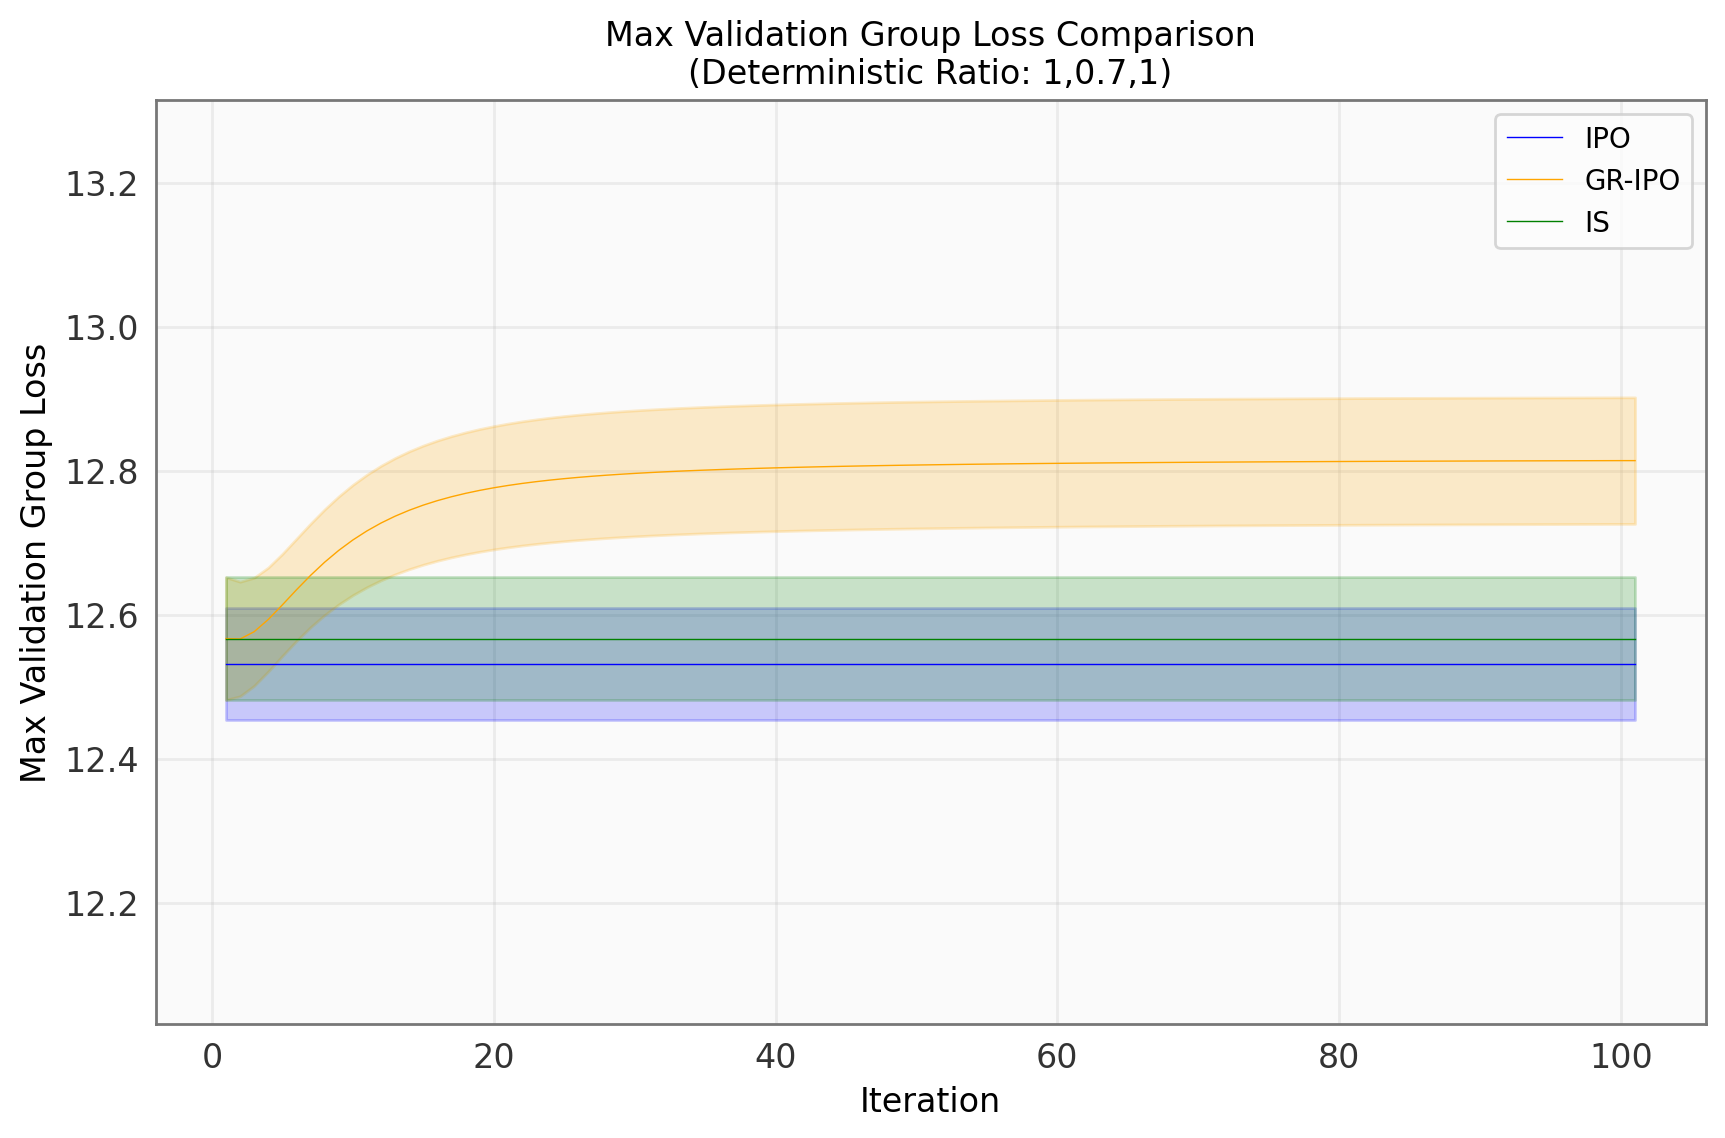 Max Validation Group Loss Comparison
(Deterministic Ratio: 1,0.7,1)
IPO
GR-IPO
IS
Max Validation Group Loss
13.2
13.0
12.8
12.6
12.4
12.2
0 20 40 60 80 100
Iteration